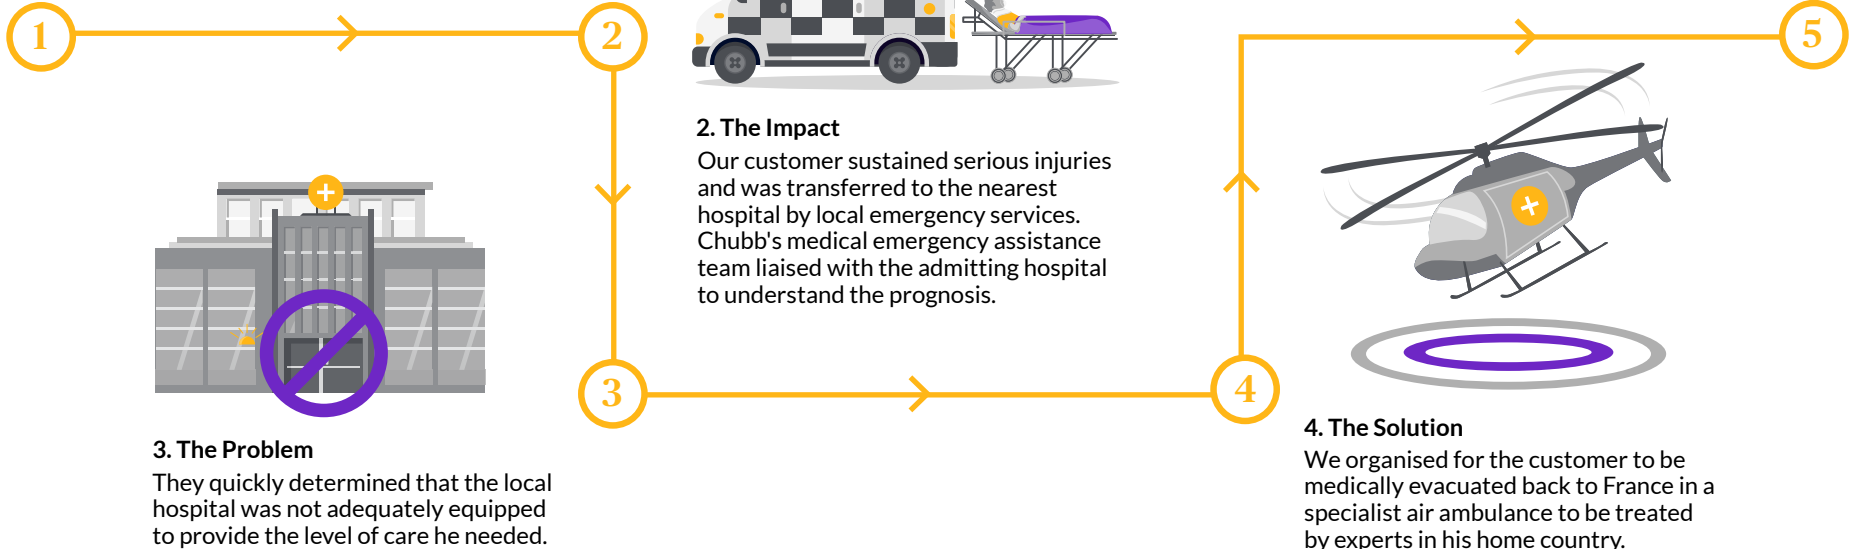 1
2
5
2. The Impact
Our customer sustained serious injuries
and was transferred to the nearest
hospital by local emergency services.
Chubb's medical emergency assistance
team liaised with the admitting hospital
to understand the prognosis.
3
4
3. The Problem
They quickly determined that the local
hospital was not adequately equipped
to provide the level of care he needed.
4. The Solution
We organised for the customer to be
medically evacuated back to France in a
specialist air ambulance to be treated
by experts in his home country.